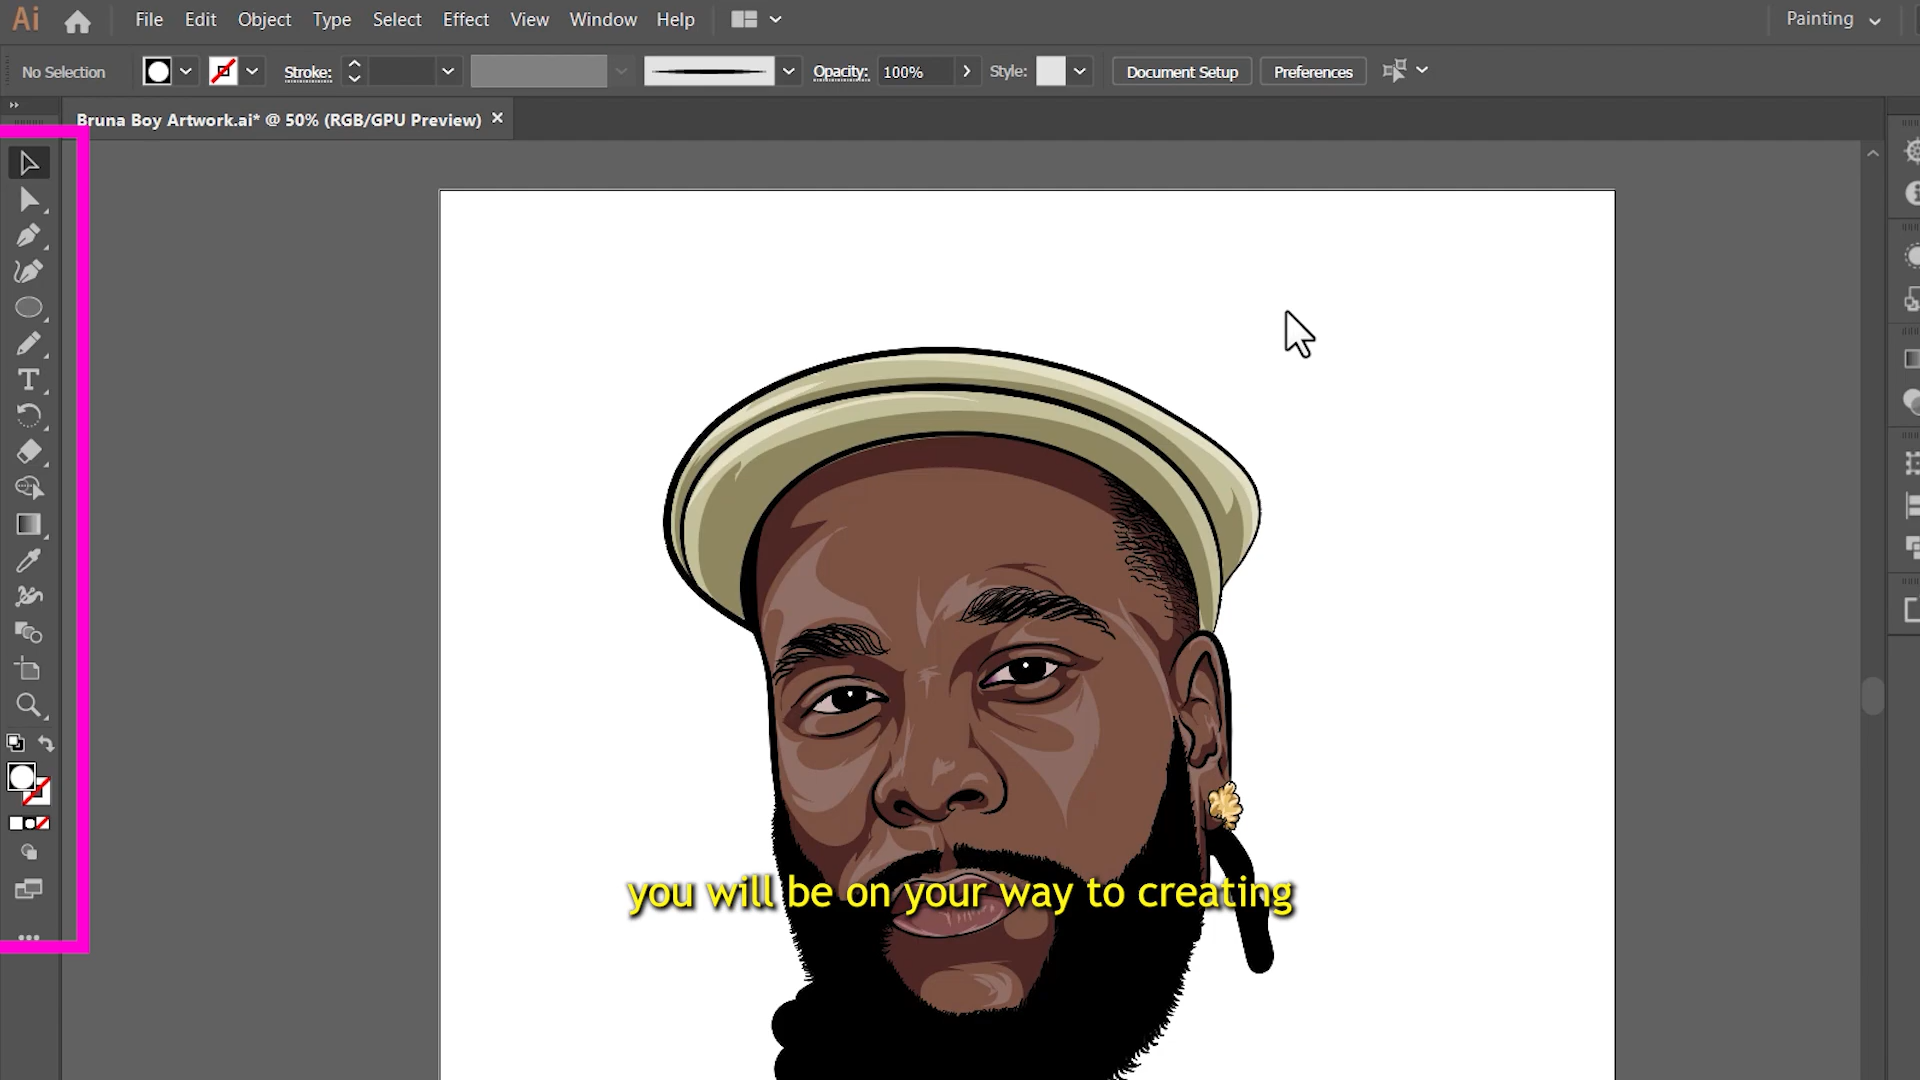 Ai File Edit Object Type Select Effect View Window Help Painting
No Selection Stroke: Opacity: 100% Style: Document Setup Preferences
Bruna Boy Artwork.ai* @ 50% (RGB/GPU Preview) ×
you will be on your way to creating